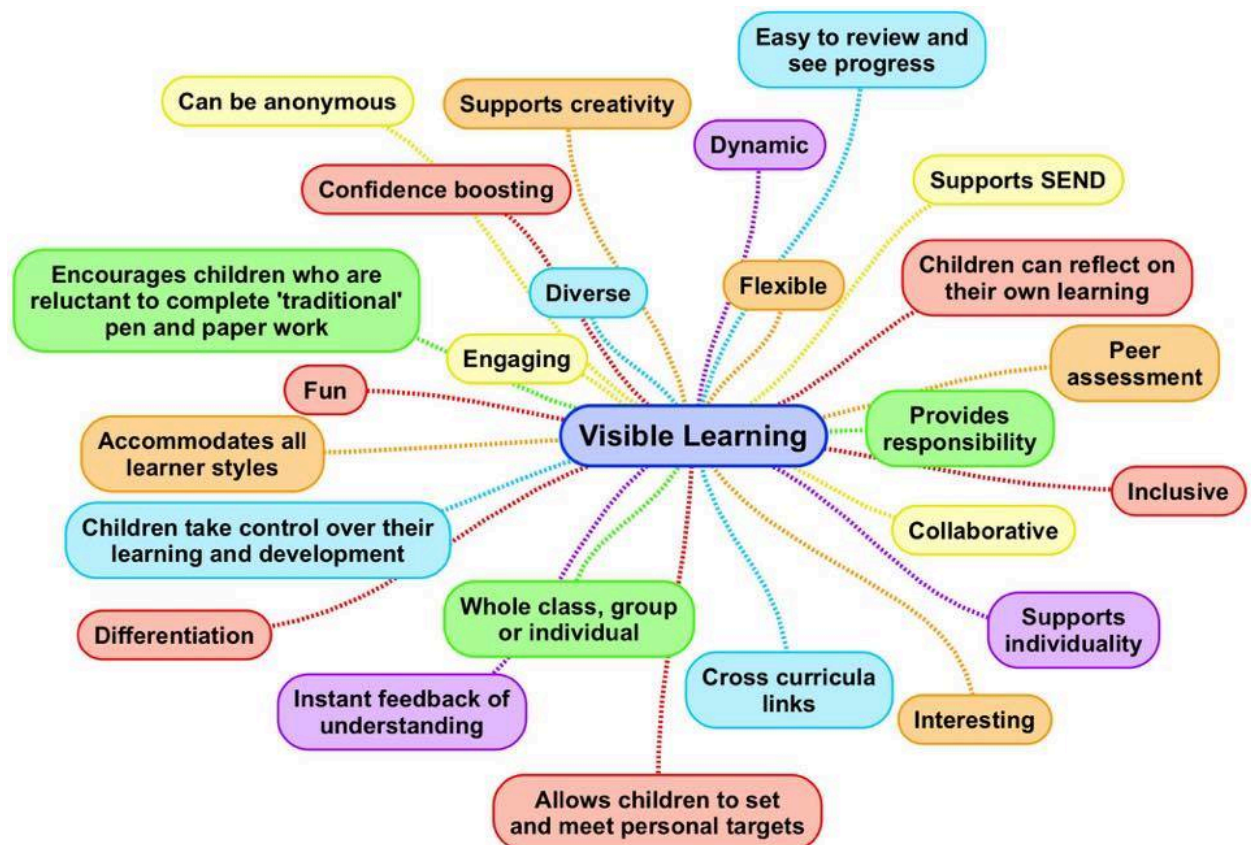 Easy to review and
see progress
Can be anonymous
Supports creativity
Dynamic
Confidence boosting
Supports SEND
Encourages children who are
reluctant to complete 'traditional'
pen and paper work
Diverse
Flexible
Children can reflect on
their own learning
Engaging
Peer
assessment
Fun
Visible Learning
Provides
responsibility
Accommodates all
learner styles
Inclusive
Children take control over their
learning and development
Collaborative
Differentiation
Whole class, group
or individual
Supports
individuality
Instant feedback of
understanding
Cross curricula
links
Interesting
Allows children to set
and meet personal targets